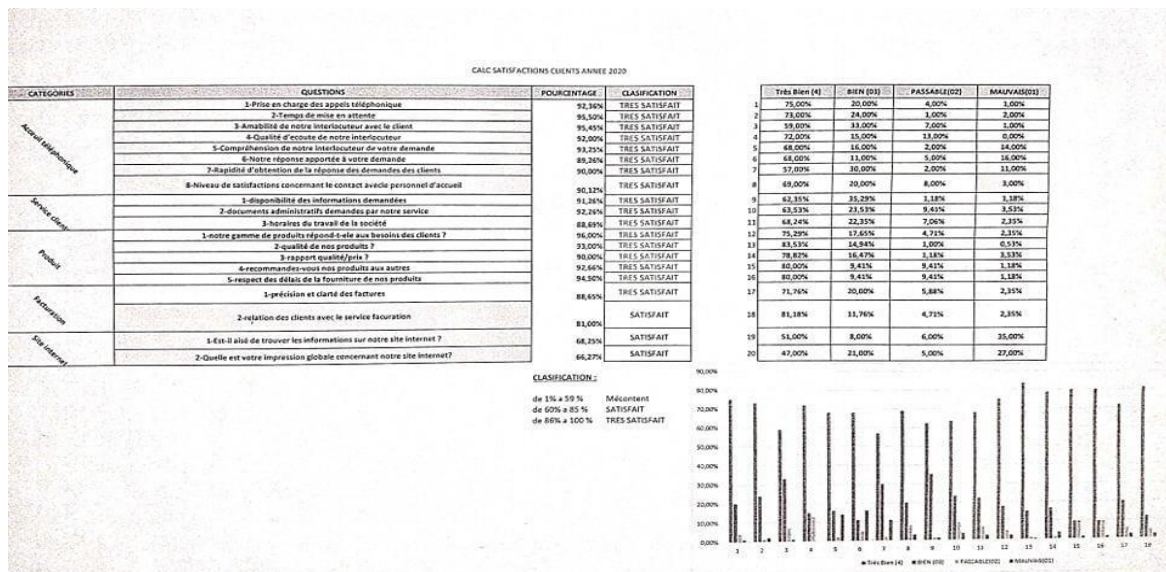 CALC SATISFACTIONS CLIENTS ANNEE 2020
CATEGORIES QUESTIONS POURCENTAGE CLASIFICATION
Acceuil téléphonique
1-Prise en charge des appels téléphonique 92,36% TRES SATISFAIT
2-Temps de mise en attente 95,50% TRES SATISFAIT
3-Amabilité de notre interlocuteur avec le client 95,45% TRES SATISFAIT
4-Qualité d'ecoute de notre interlocuteur 92,00% TRES SATISFAIT
5-Compréhension de notre interlocuteur de votre demande 93,25% TRES SATISFAIT
6-Notre réponse apportée à votre demande 89,26% TRES SATISFAIT
7-Rapidité d'obtention de la réponse des demandes des clients 90,00% TRES SATISFAIT
8-Niveau de satisfactions concernant le contact avecle personnel d'accueil 90,12% TRES SATISFAIT
Service client
1-disponibilité des informations demandées 91,26% TRES SATISFAIT
2-documents administratifs demandes par notre service 92,26% TRES SATISFAIT
3-horaires du travail de la société 88,69% TRES SATISFAIT
Produit
1-notre gamme de produits répond-t-ele aux besoins des clients ? 96,00% TRES SATISFAIT
2-qualité de nos produits ? 93,00% TRES SATISFAIT
3-rapport qualité/prix ? 90,00% TRES SATISFAIT
4-recommandez-vous nos produits aux autres 92,66% TRES SATISFAIT
5-respect des délais de la fourniture de nos produits 94,50% TRES SATISFAIT
Facturation
1-précision et clarté des factures 88,65% TRES SATISFAIT
2-relation des clients avec le service facuration 81,00% SATISFAIT
Site internet
1-Est-il aisé de trouver les informations sur notre site internet ? 68,25% SATISFAIT
2-Quelle est votre impression globale concernant notre site internet? 66,27% SATISFAIT
Très Bien (4) BIEN (03) PASSABLE(02) MAUVAIS(01)
1 75,00% 20,00% 4,00% 1,00%
2 73,00% 24,00% 1,00% 2,00%
3 59,00% 33,00% 7,00% 1,00%
4 72,00% 15,00% 13,00% 0,00%
5 68,00% 16,00% 2,00% 14,00%
6 68,00% 11,00% 5,00% 16,00%
7 57,00% 30,00% 2,00% 11,00%
8 69,00% 20,00% 8,00% 3,00%
9 62,35% 35,29% 1,18% 1,18%
10 63,53% 23,53% 9,41% 3,53%
11 68,24% 22,35% 7,06% 2,35%
12 75,29% 17,65% 4,71% 2,35%
13 83,53% 14,94% 1,00% 0,53%
14 78,82% 16,47% 1,18% 3,53%
15 80,00% 9,41% 9,41% 1,18%
16 80,00% 9,41% 9,41% 1,18%
17 71,76% 20,00% 5,88% 2,35%
18 81,18% 11,76% 4,71% 2,35%
19 51,00% 8,00% 6,00% 35,00%
20 47,00% 21,00% 5,00% 27,00%
CLASIFICATION :
de 1% a 59 % Mécontent
de 60% a 85 % SATISFAIT
de 86% a 100 % TRES SATISFAIT
90,00%
80,00%
70,00%
60,00%
50,00%
40,00%
30,00%
20,00%
10,00%
0,00%
1 2 3 4 5 6 7 8 9 10 11 12 13 14 15 16 17 18
Très Bien (4) BIEN (03) PASSABLE(02) MAUVAIS(01)